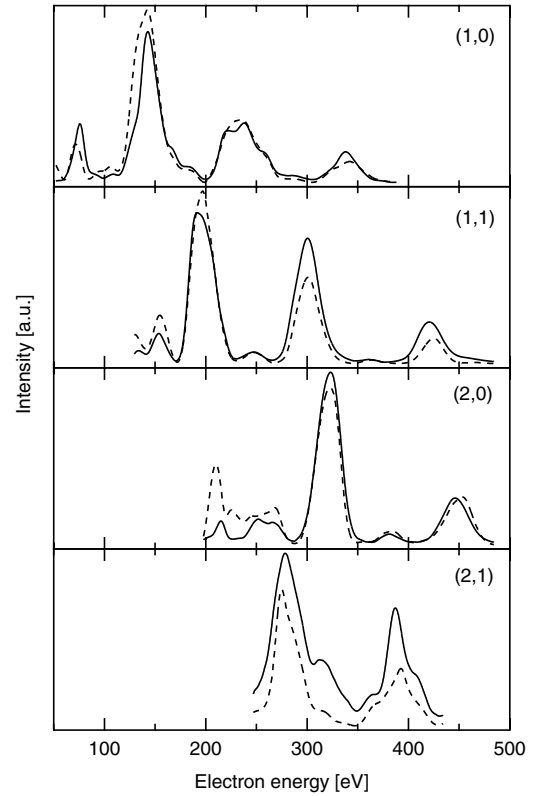 (1,0)
(1,1)
(2,0)
(2,1)
Intensity [a.u.]
100 200 300 400 500
Electron energy [eV]